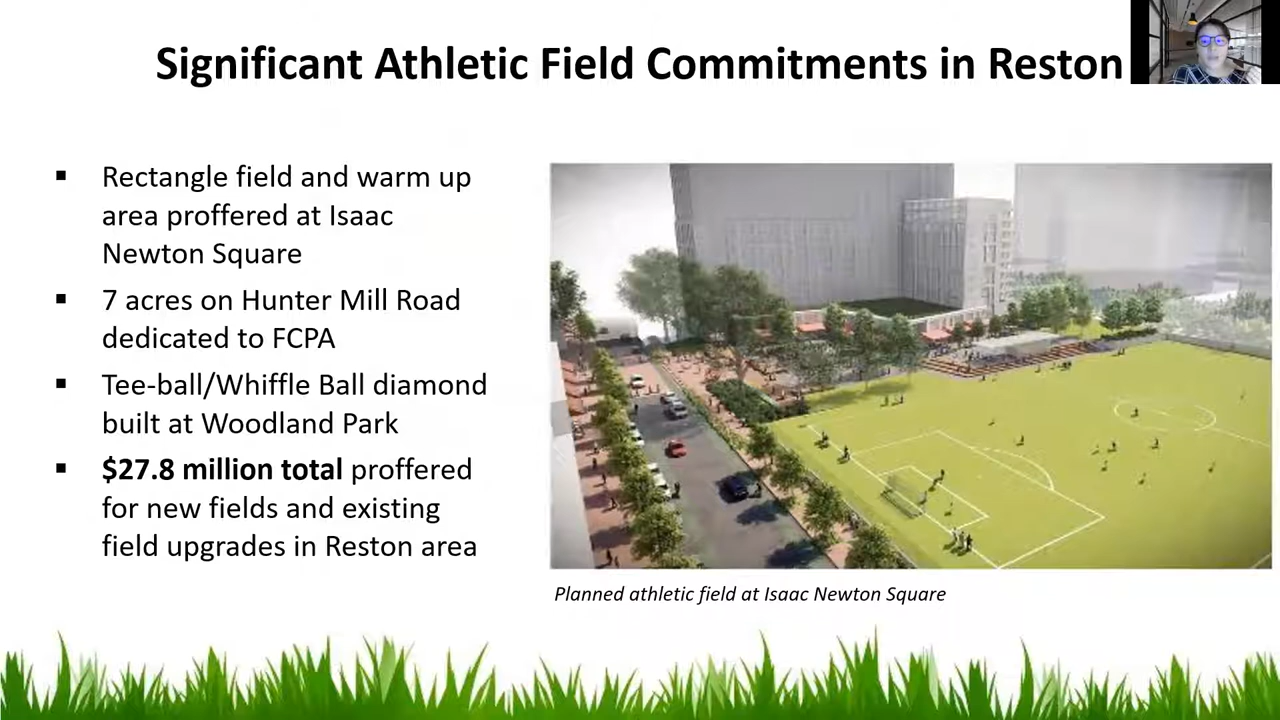 Significant Athletic Field Commitments in Reston
▪ Rectangle field and warm up
area proffered at Isaac
Newton Square
▪ 7 acres on Hunter Mill Road
dedicated to FCPA
▪ Tee-ball/Whiffle Ball diamond
built at Woodland Park
▪ $27.8 million total proffered
for new fields and existing
field upgrades in Reston area
Planned athletic field at Isaac Newton Square